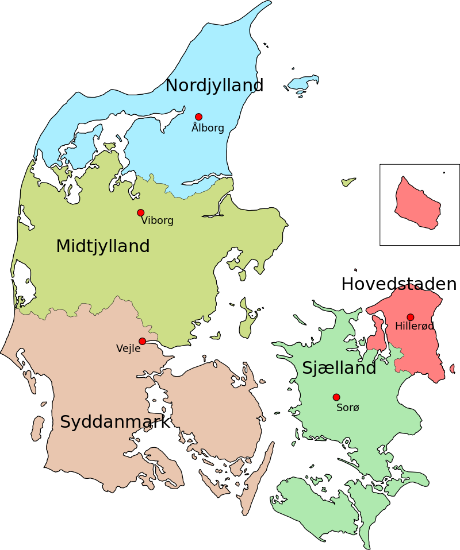 Nordjylland
Ålborg
Viborg
Midtjylland
Hovedstaden
Hillerød
Vejle
Sjælland
Sorø
Syddanmark